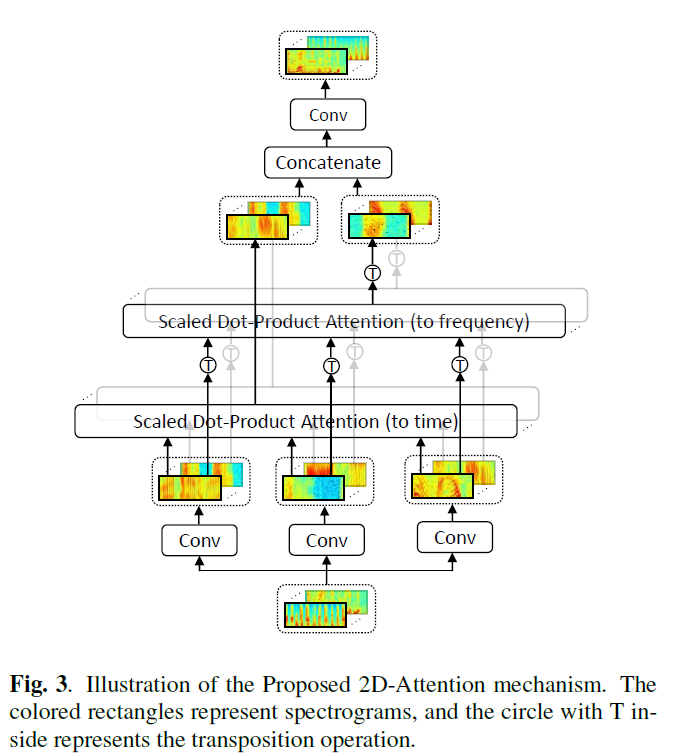 Conv
Concatenate
T
T
Scaled Dot-Product Attention (to frequency)
T T T T T T
Scaled Dot-Product Attention (to time)
Conv Conv Conv
Fig. 3. Illustration of the Proposed 2D-Attention mechanism. The
colored rectangles represent spectrograms, and the circle with T in-
side represents the transposition operation.